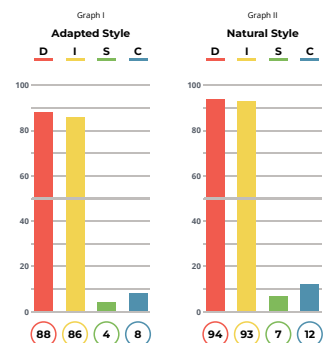 Graph I
Adapted Style
D I S C
100
80
60
40
20
0
88 86 4 8
Graph II
Natural Style
D I S C
100
80
60
40
20
0
94 93 7 12